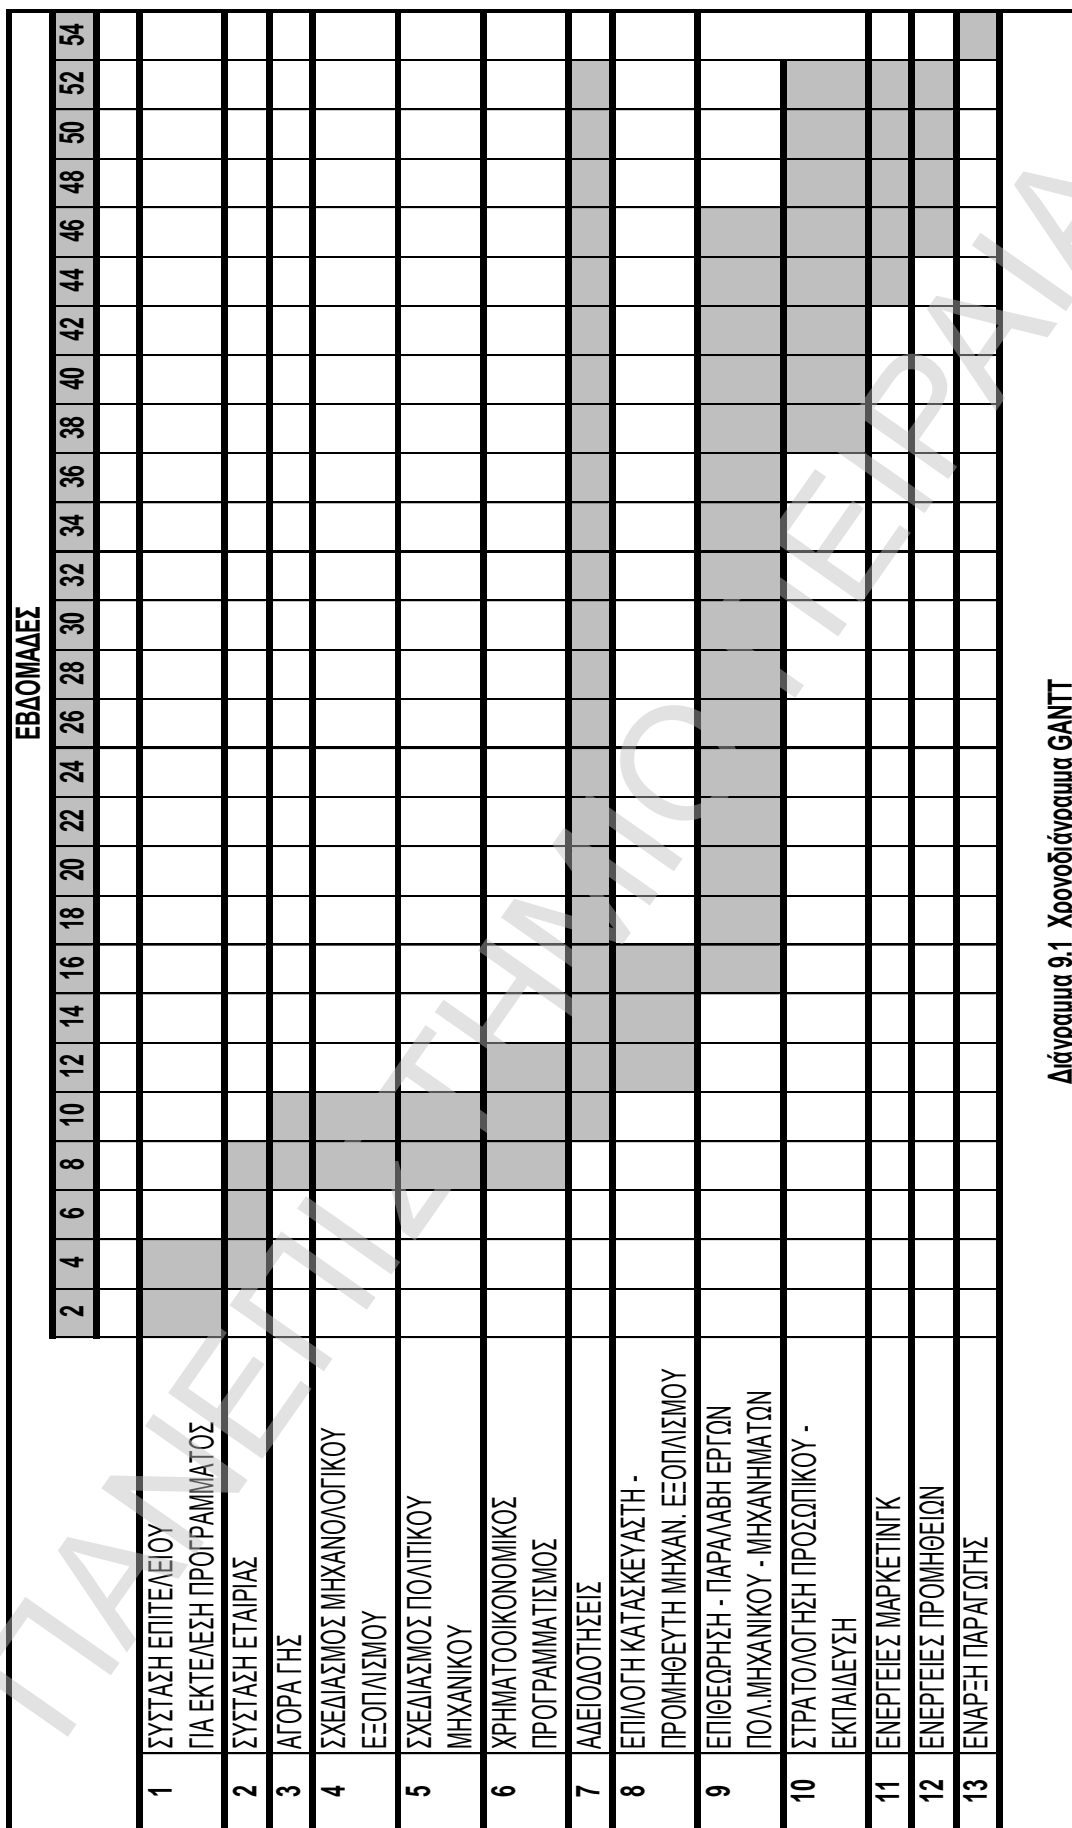 ΕΒΔΟΜΑΔΕΣ
2 4 6 8 10 12 14 16 18 20 22 24 26 28 30 32 34 36 38 40 42 44 46 48 50 52 54
1 ΣΥΣΤΑΣΗ ΕΠΙΤΕΛΕΙΟΥ
ΓΙΑ ΕΚΤΕΛΕΣΗ ΠΡΟΓΡΑΜΜΑΤΟΣ
2 ΣΥΣΤΑΣΗ ΕΤΑΙΡΙΑΣ
3 ΑΓΟΡΑ ΓΗΣ
4 ΣΧΕΔΙΑΣΜΟΣ ΜΗΧΑΝΟΛΟΓΙΚΟΥ
ΕΞΟΠΛΙΣΜΟΥ
5 ΣΧΕΔΙΑΣΜΟΣ ΠΟΛΙΤΙΚΟΥ
ΜΗΧΑΝΙΚΟΥ
6 ΧΡΗΜΑΤΟΟΙΚΟΝΟΜΙΚΟΣ
ΠΡΟΓΡΑΜΜΑΤΙΣΜΟΣ
7 ΑΔΕΙΟΔΟΤΗΣΕΙΣ
8 ΕΠΙΛΟΓΗ ΚΑΤΑΣΚΕΥΑΣΤΗ -
ΠΡΟΜΗΘΕΥΤΗ ΜΗΧΑΝ. ΕΞΟΠΛΙΣΜΟΥ
9 ΕΠΙΘΕΩΡΗΣΗ - ΠΑΡΑΛΑΒΗ ΕΡΓΩΝ
ΠΟΛ.ΜΗΧΑΝΙΚΟΥ - ΜΗΧΑΝΗΜΑΤΩΝ
10 ΣΤΡΑΤΟΛΟΓΗΣΗ ΠΡΟΣΩΠΙΚΟΥ -
ΕΚΠΑΙΔΕΥΣΗ
11 ΕΝΕΡΓΕΙΕΣ ΜΑΡΚΕΤΙΝΓΚ
12 ΕΝΕΡΓΕΙΕΣ ΠΡΟΜΗΘΕΙΩΝ
13 ΕΝΑΡΞΗ ΠΑΡΑΓΩΓΗΣ
Διάγραμμα 9.1 Χρονοδιάγραμμα GANTT
ΠΑΝΕΠΙΣΤΗΜΙΟ ΠΕΙΡΑΙΑ